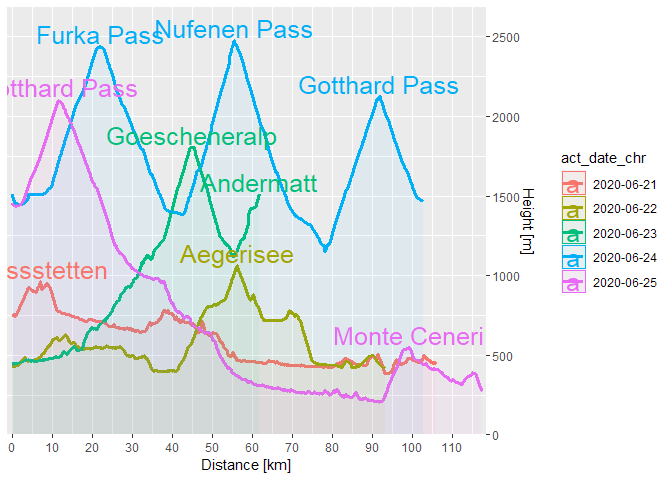 Furka Pass
Nufenen Pass
otthard Pass
Gotthard Pass
Goescheneralp
Andermatt
Aegerisee
ssstetten
Monte Ceneri
2500
2000
1500
1000
500
0
Height [m]
0 10 20 30 40 50 60 70 80 90 100 110
Distance [km]
act_date_chr
a 2020-06-21
a 2020-06-22
a 2020-06-23
a 2020-06-24
a 2020-06-25